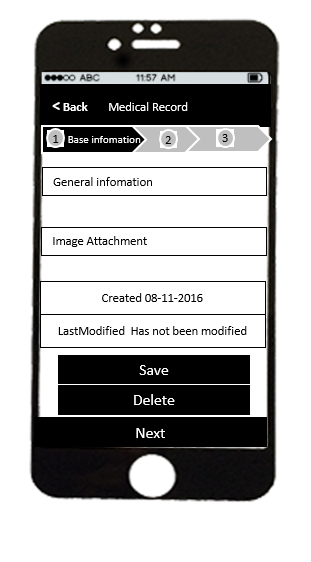 ABC 11:57 AM
< Back Medical Record
1 Base infomation 2 3
General infomation
Image Attachment
Created 08-11-2016
LastModified Has not been modified
Save
Delete
Next